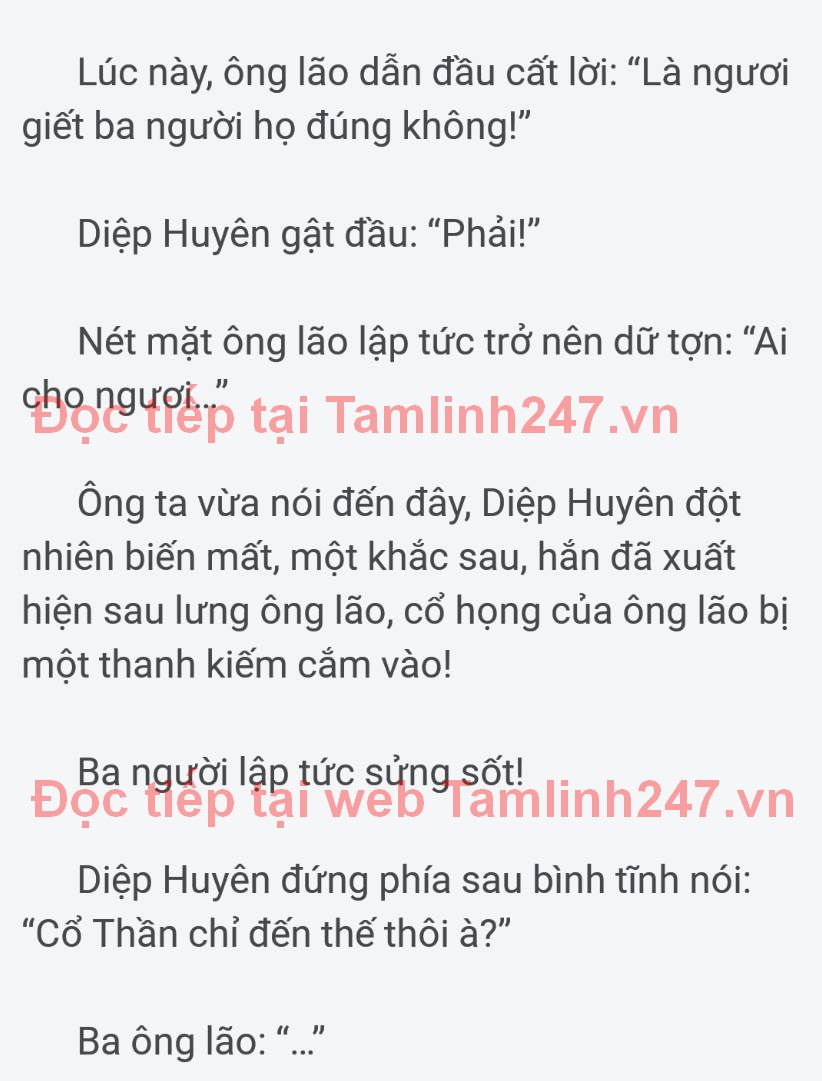 Lúc này, ông lão dẫn đầu cất lời: “Là ngươi
giết ba người họ đúng không!”
Diệp Huyên gật đầu: “Phải!”
Nét mặt ông lão lập tức trở nên dữ tợn: “Ai
cho ngươi...”
Đọc tiếp tại Tamlinh247.vn
Ông ta vừa nói đến đây, Diệp Huyên đột
nhiên biến mất, một khắc sau, hắn đã xuất
hiện sau lưng ông lão, cổ họng của ông lão bị
một thanh kiếm cắm vào!
Ba người lập tức sửng sốt!
Đọc tiếp tại web Tamlinh247.vn
Diệp Huyên đứng phía sau bình tĩnh nói:
“Cổ Thần chỉ đến thế thôi à?”
Ba ông lão: “...”